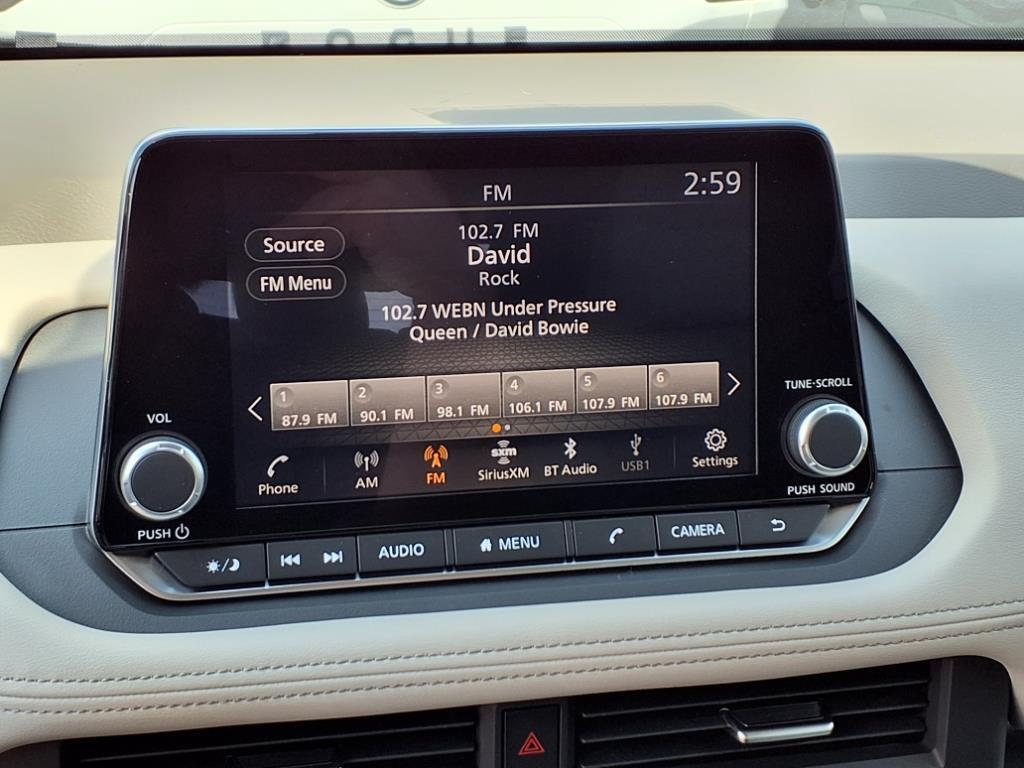 ROGUE
FM
2:59
Source
FM Menu
102.7 FM
David
Rock
102.7 WEBN Under Pressure
Queen / David Bowie
1
87.9 FM
2
90.1 FM
3
98.1 FM
4
106.1 FM
5
107.9 FM
6
107.9 FM
Phone
AM
FM
sxm
SiriusXM
BT Audio
USB1
Settings
VOL
PUSH
TUNE·SCROLL
PUSH SOUND
AUDIO
MENU
CAMERA